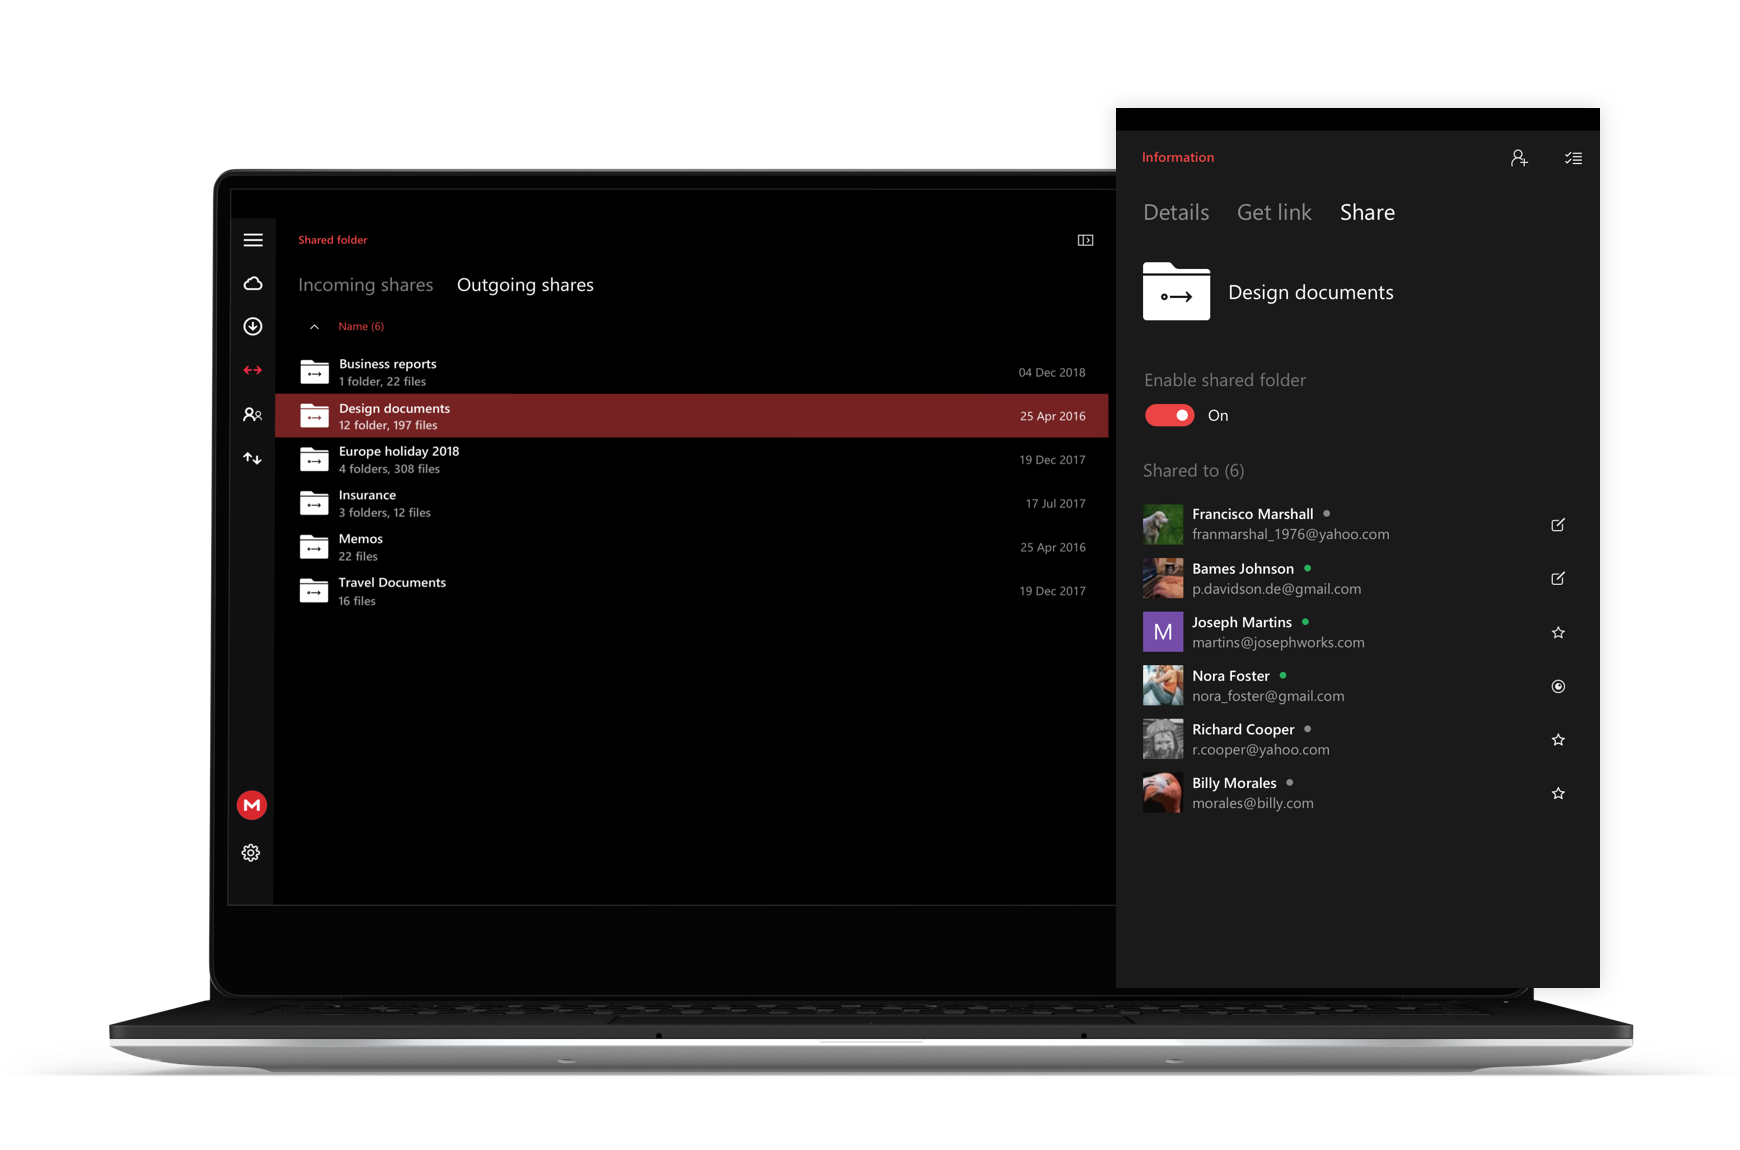 Shared folder
Incoming shares Outgoing shares
Name (6)
Business reports
1 folder, 22 files
04 Dec 2018
Design documents
12 folder, 197 files
25 Apr 2016
Europe holiday 2018
4 folders, 308 files
19 Dec 2017
Insurance
3 folders, 12 files
17 Jul 2017
Memos
22 files
25 Apr 2016
Travel Documents
16 files
19 Dec 2017
M
Information
Details Get link Share
Design documents
Enable shared folder
On
Shared to (6)
Francisco Marshall
franmarshal_1976@yahoo.com
Bames Johnson
p.davidson.de@gmail.com
M
Joseph Martins
martins@josephworks.com
Nora Foster
nora_foster@gmail.com
Richard Cooper
r.cooper@yahoo.com
Billy Morales
morales@billy.com